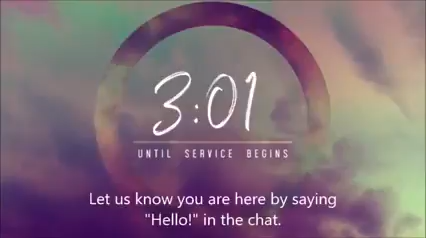 3:01
UNTIL SERVICE BEGINS
Let us know you are here by saying
"Hello!" in the chat.